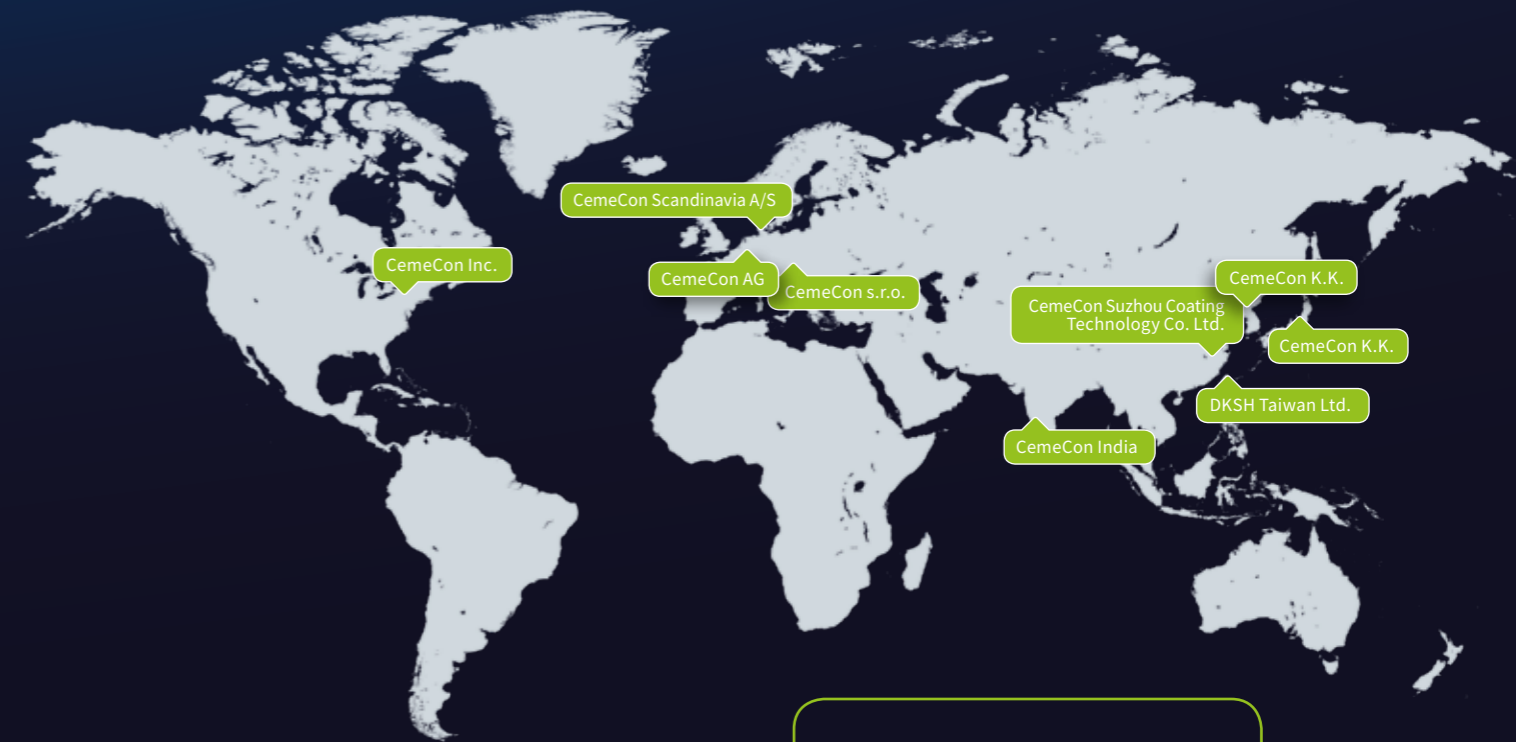 CemeCon Scandinavia A/S
CemeCon Inc.
CemeCon AG
CemeCon s.r.o.
CemeCon K.K.
CemeCon Suzhou Coating
Technology Co. Ltd.
CemeCon K.K.
DKSH Taiwan Ltd.
CemeCon India